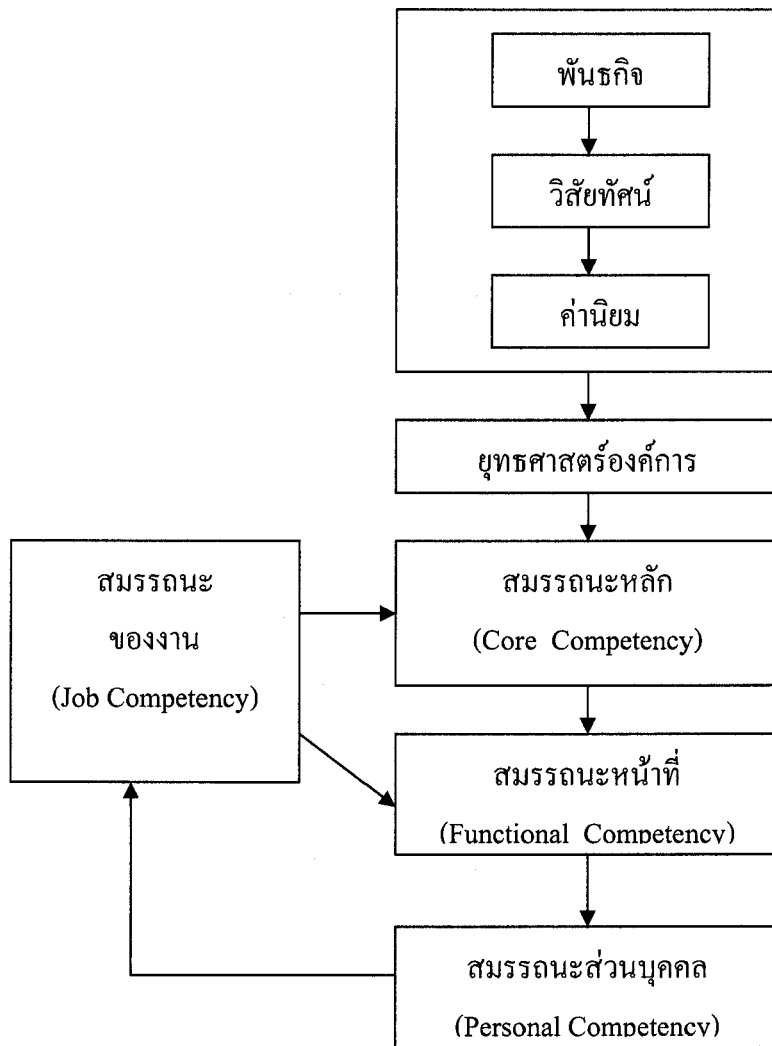 พันธกิจ
วิสัยทัศน์
ค่านิยม
ยุทธศาสตร์องค์การ
สมรรถนะ
ของงาน
(Job Competency)
สมรรถนะหลัก
(Core Competency)
สมรรถนะหน้าที่
(Functional Competency)
สมรรถนะส่วนบุคคล
(Personal Competency)